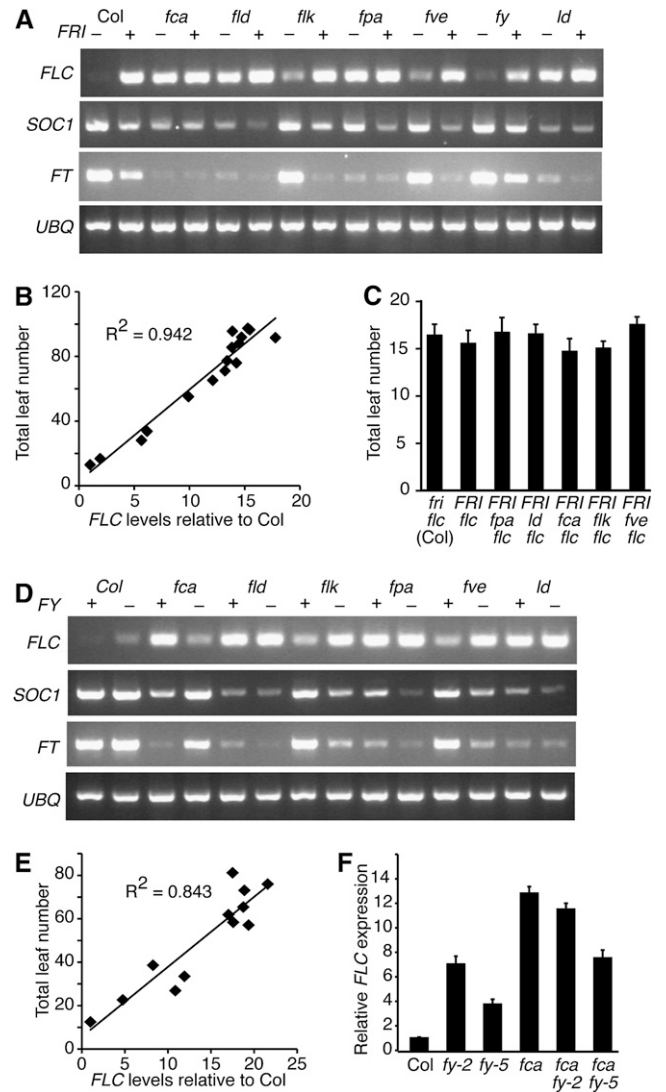 A
Col fca fld flk fpa fve fy ld
FRI – + – + – + – + – + – + – + – +
FLC
SOC1
FT
UBQ
B
120
100
80
60
40
20
0
R2 = 0.942
Total leaf number
0 5 10 15 20
FLC levels relative to Col
C
20
15
10
5
0
Total leaf number
fri FRI FRI FRI FRI FRI FRI
flc flc fpa ld fca flk fve
(Col) flc flc flc flc flc
D
Col fca fld flk fpa fve ld
FY + – + – + – + – + – + – + –
FLC
SOC1
FT
UBQ
E
80
60
40
20
0
R2 = 0.843
Total leaf number
0 5 10 15 20 25
FLC levels relative to Col
F
14
12
10
8
6
4
2
0
Relative FLC expression
Col fy-2 fy-5 fca fca fca
fy-2 fy-5